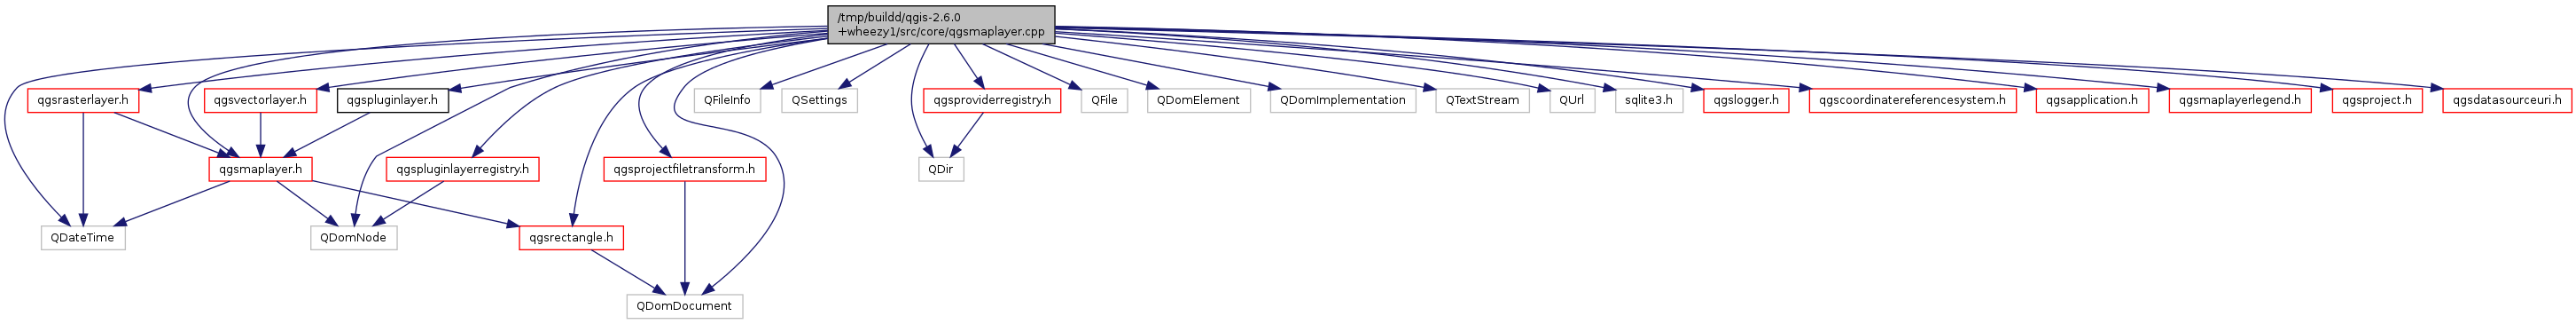 /tmp/buildd/qgis-2.6.0
+wheezy1/src/core/qgsmaplayer.cpp
qgsrasterlayer.h
qgsvectorlayer.h
qgspluginlayer.h
QFileInfo
QSettings
qgsproviderregistry.h
QFile
QDomElement
QDomImplementation
QTextStream
QUrl
sqlite3.h
qgslogger.h
qgscoordinatereferencesystem.h
qgsapplication.h
qgsmaplayerlegend.h
qgsproject.h
qgsdatasourceuri.h
qgsmaplayer.h
qgspluginlayerregistry.h
qgsprojectfiletransform.h
QDir
QDateTime
QDomNode
qgsrectangle.h
QDomDocument